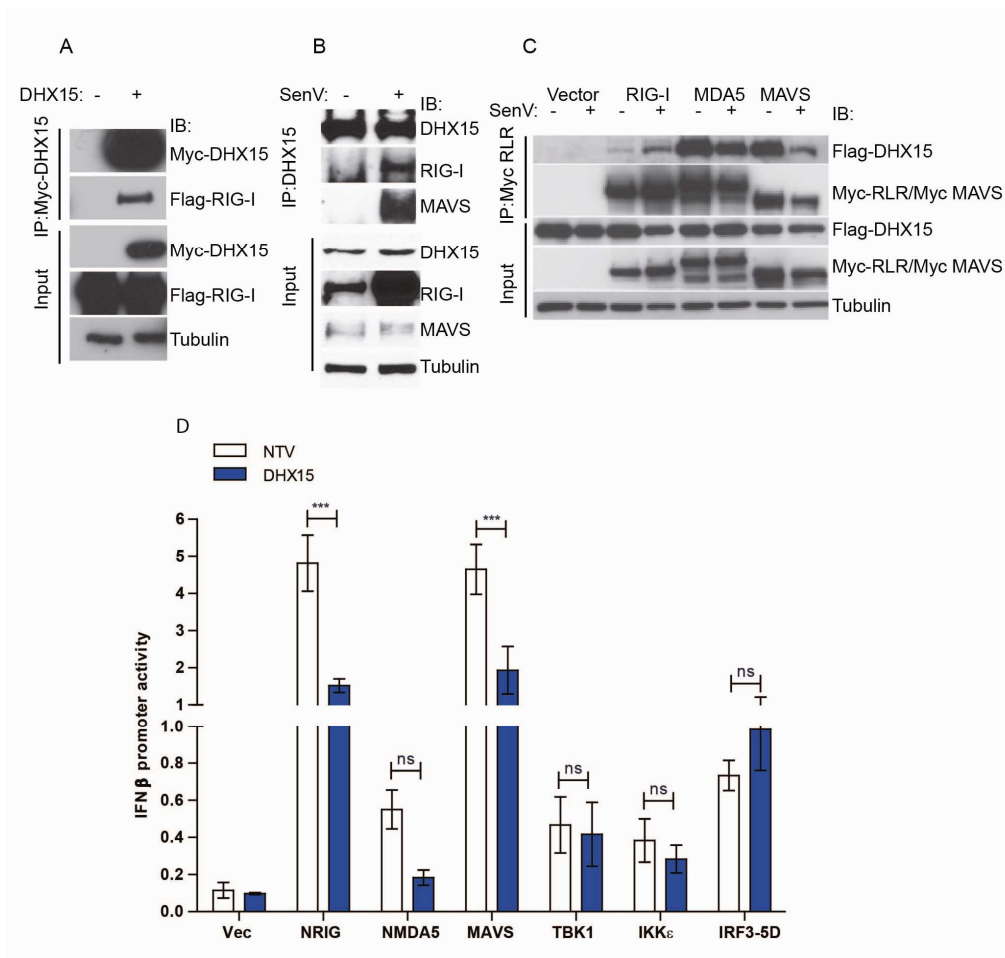 A
DHX15: - +
IP:Myc-DHX15
IB:
Myc-DHX15
Flag-RIG-I
Input
Myc-DHX15
Flag-RIG-I
Tubulin
B
SenV: - +
IP:DHX15
IB:
DHX15
RIG-I
MAVS
Input
DHX15
RIG-I
MAVS
Tubulin
C
Vector RIG-I MDA5 MAVS
SenV: - + - + - + - + IB:
IP:Myc RLR
Flag-DHX15
Myc-RLR/Myc MAVS
Input
Flag-DHX15
Myc-RLR/Myc MAVS
Tubulin
D
NTV
DHX15
IFNβ promoter activity
6
5
4
3
2
1
1.0
0.8
0.6
0.4
0.2
0.0
***
ns
***
ns
ns
ns
Vec NRIG NMDA5 MAVS TBK1 IKKε IRF3-5D